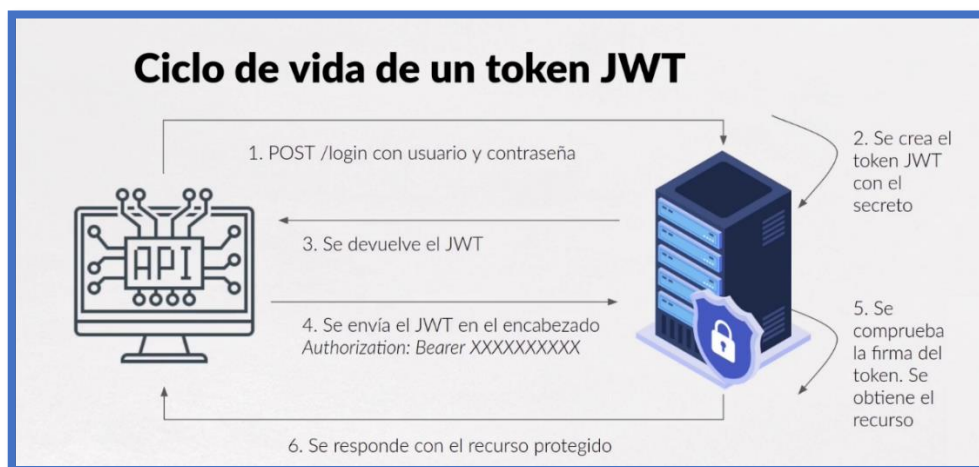 Ciclo de vida de un token JWT
1. POST /login con usuario y contraseña
2. Se crea el
token JWT
con el
secreto
API
3. Se devuelve el JWT
4. Se envía el JWT en el encabezado
Authorization: Bearer XXXXXXXXXX
5. Se
comprueba
la firma del
token. Se
obtiene el
recurso
6. Se responde con el recurso protegido